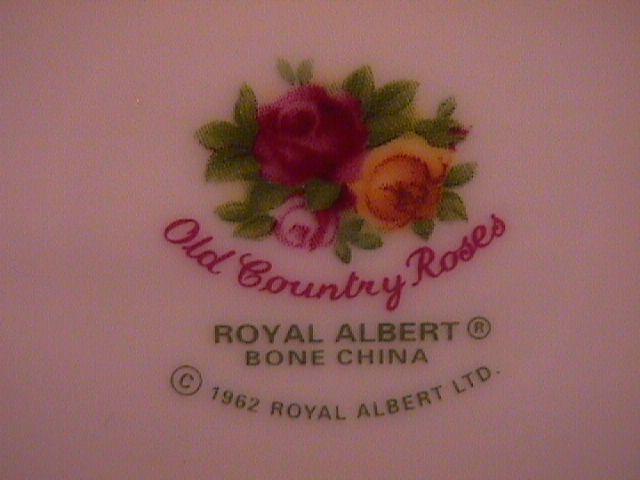 Old Country Roses
ROYAL ALBERT ®
BONE CHINA
© 1962 ROYAL ALBERT LTD.